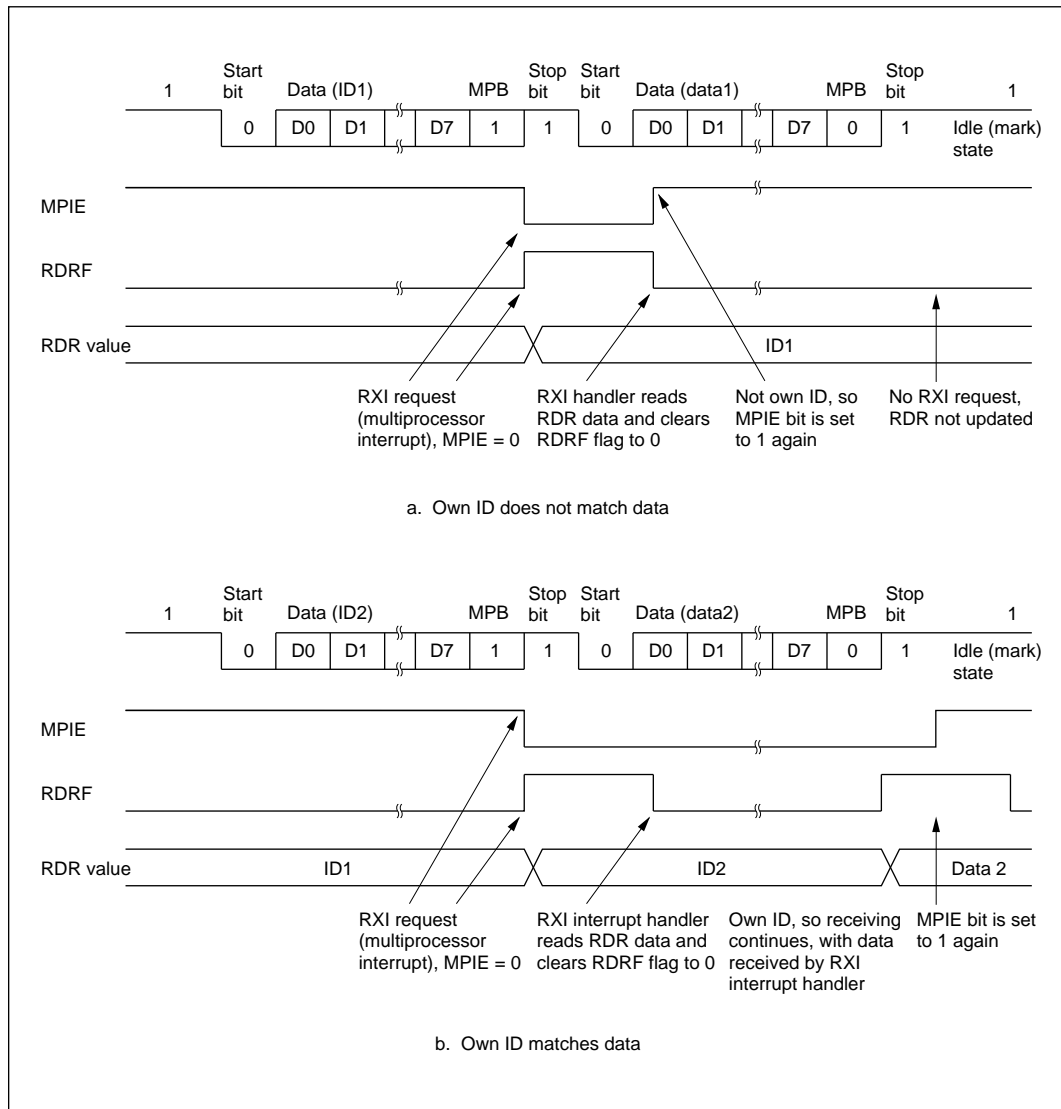 1 Start bit Data (ID1) MPB Stop bit Start bit Data (data1) MPB Stop bit 1
0 D0 D1 D7 1 1 0 D0 D1 D7 0 1 Idle (mark) state
MPIE
RDRF
RDR value ID1
RXI request (multiprocessor interrupt), MPIE = 0
RXI handler reads RDR data and clears RDRF flag to 0
Not own ID, so MPIE bit is set to 1 again
No RXI request, RDR not updated
a. Own ID does not match data
1 Start bit Data (ID2) MPB Stop bit Start bit Data (data2) MPB Stop bit 1
0 D0 D1 D7 1 1 0 D0 D1 D7 0 1 Idle (mark) state
MPIE
RDRF
RDR value ID1 ID2 Data 2
RXI request (multiprocessor interrupt), MPIE = 0
RXI interrupt handler reads RDR data and clears RDRF flag to 0
Own ID, so receiving continues, with data received by RXI interrupt handler
MPIE bit is set to 1 again
b. Own ID matches data